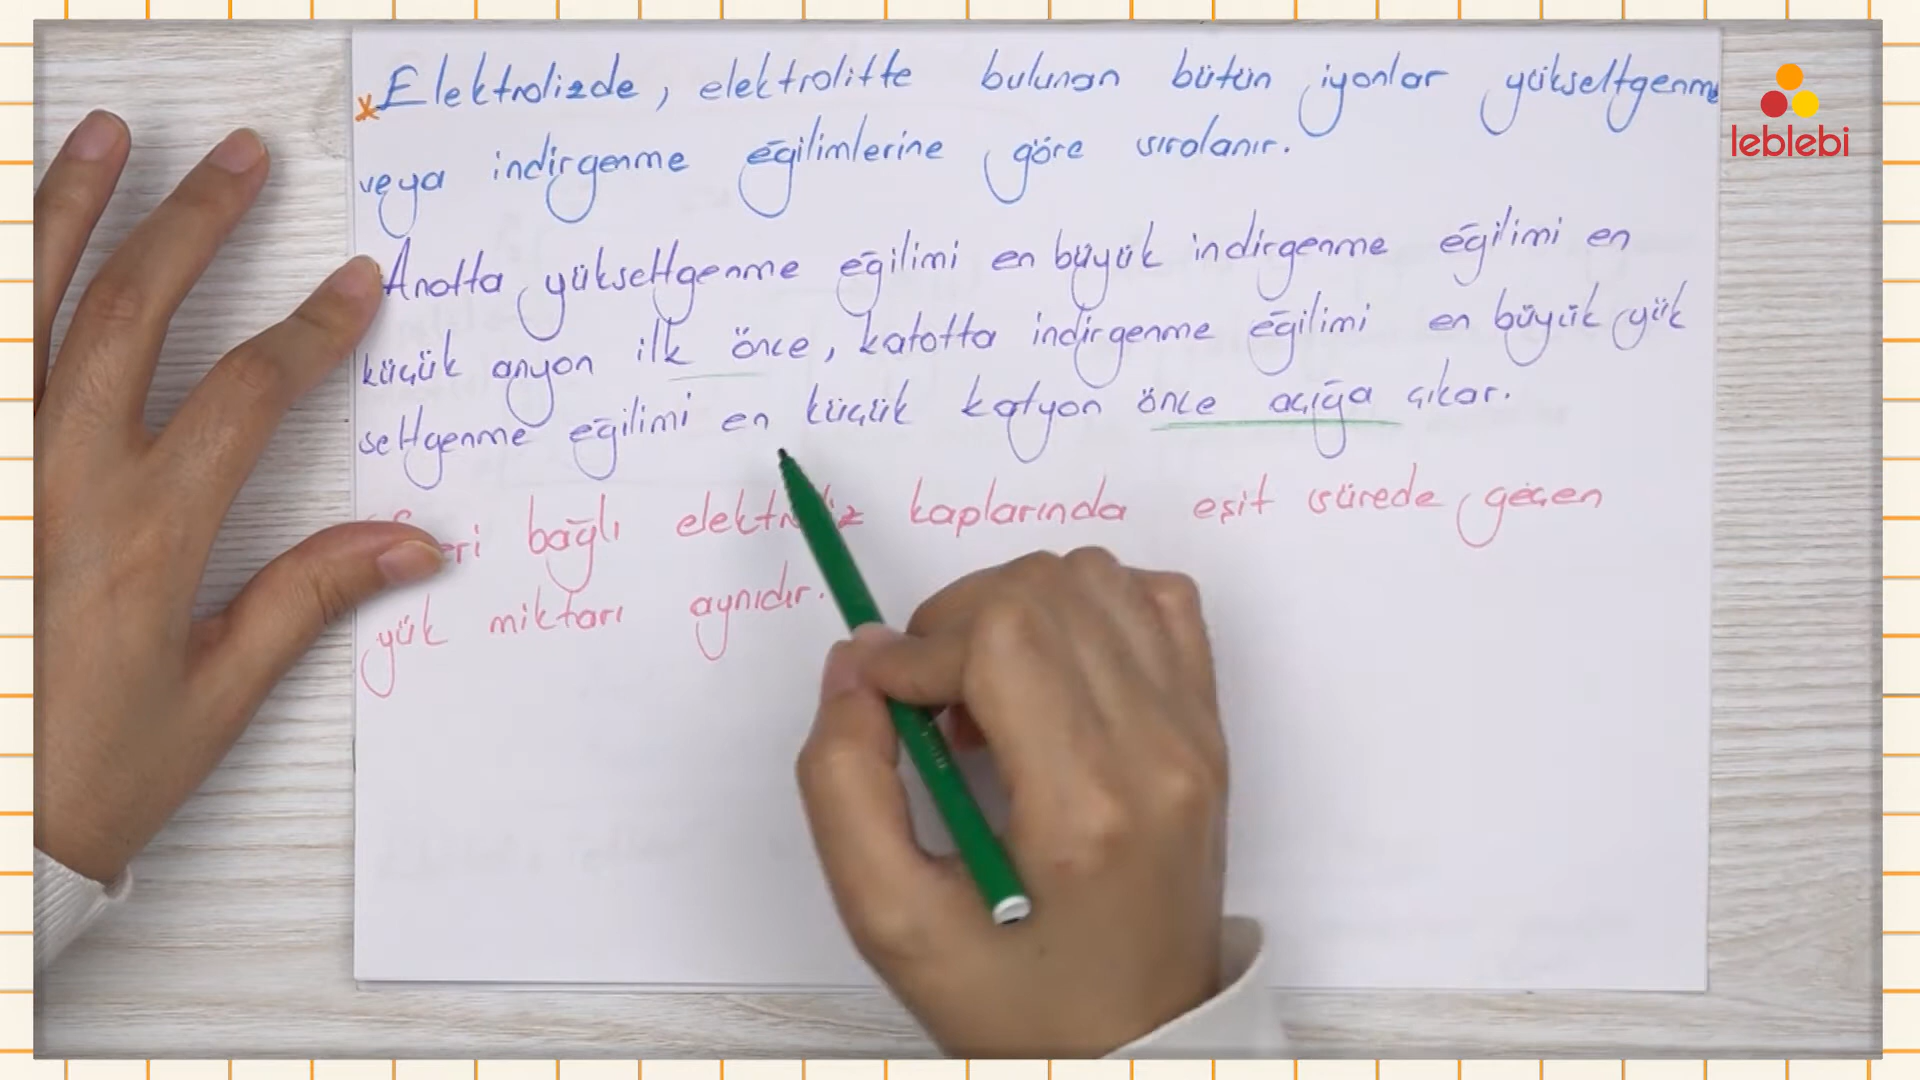 Elektrolizde, elektrolitte bulunan bütün iyonlar yükseltgenme
veya indirgenme eğilimlerine göre sıralanır.
Anotta yükseltgenme eğilimi en büyük indirgenme eğilimi en
küçük anyon ilk önce, katotta indirgenme eğilimi en büyük yük
seltgenme eğilimi en küçük katyon önce açığa çıkar.
bağlı elektroliz kaplarında eşit sürede geçen
yük miktarı aynıdır.
leblebi